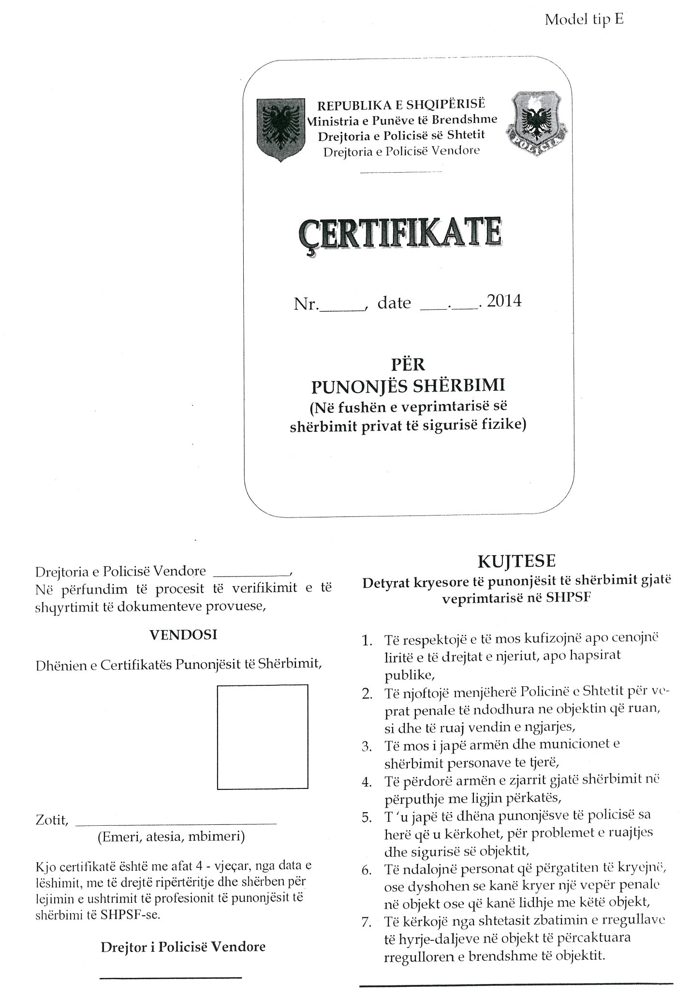 Model tip E
REPUBLIKA E SHQIPËRISË
Ministria e Punëve të Brendshme
Drejtoria e Policisë së Shtetit
Drejtoria e Policisë Vendore
POLICIA
ÇERTIFIKATE
Nr._____, date ___.___. 2014
PËR
PUNONJËS SHËRBIMI
(Në fushën e veprimtarisë së
shërbimit privat të sigurisë fizike)
Drejtoria e Policisë Vendore __________,
Në përfundim të procesit të verifikimit e të
shqyrtimit të dokumenteve provuese,
VENDOSI
Dhënien e Certifikatës Punonjësit të Shërbimit,
Zotit, ____________________________
(Emeri, atesia, mbimeri)
Kjo certifikatë është me afat 4 - vjeçar, nga data e
lëshimit, me të drejtë ripërtëritje dhe shërben për
lejimin e ushtrimit të profesionit të punonjësit të
shërbimi të SHPSF-se.
Drejtor i Policisë Vendore
KUJTESE
Detyrat kryesore të punonjësit të shërbimit gjatë
veprimtarisë në SHPSF
1. Të respektojë e të mos kufizojnë apo cenojnë
liritë e të drejtat e njeriut, apo hapsirat
publike,
2. Të njoftojë menjëherë Policinë e Shtetit për ve-
prat penale të ndodhura ne objektin që ruan,
si dhe të ruaj vendin e ngjarjes,
3. Të mos i japë armën dhe municionet e
shërbimit personave te tjerë,
4. Të përdorë armën e zjarrit gjatë shërbimit në
përputhje me ligjin përkatës,
5. T ‘u japë të dhëna punonjësve të policisë sa
herë që u kërkohet, për problemet e ruajtjes
dhe sigurisë së objektit,
6. Të ndalojnë personat që përgatiten të kryejnë,
ose dyshohen se kanë kryer një vepër penale
në objekt ose që kanë lidhje me këtë objekt,
7. Të kërkojë nga shtetasit zbatimin e rregullave
të hyrje-daljeve në objekt të përcaktuara
rregulloren e brendshme të objektit.